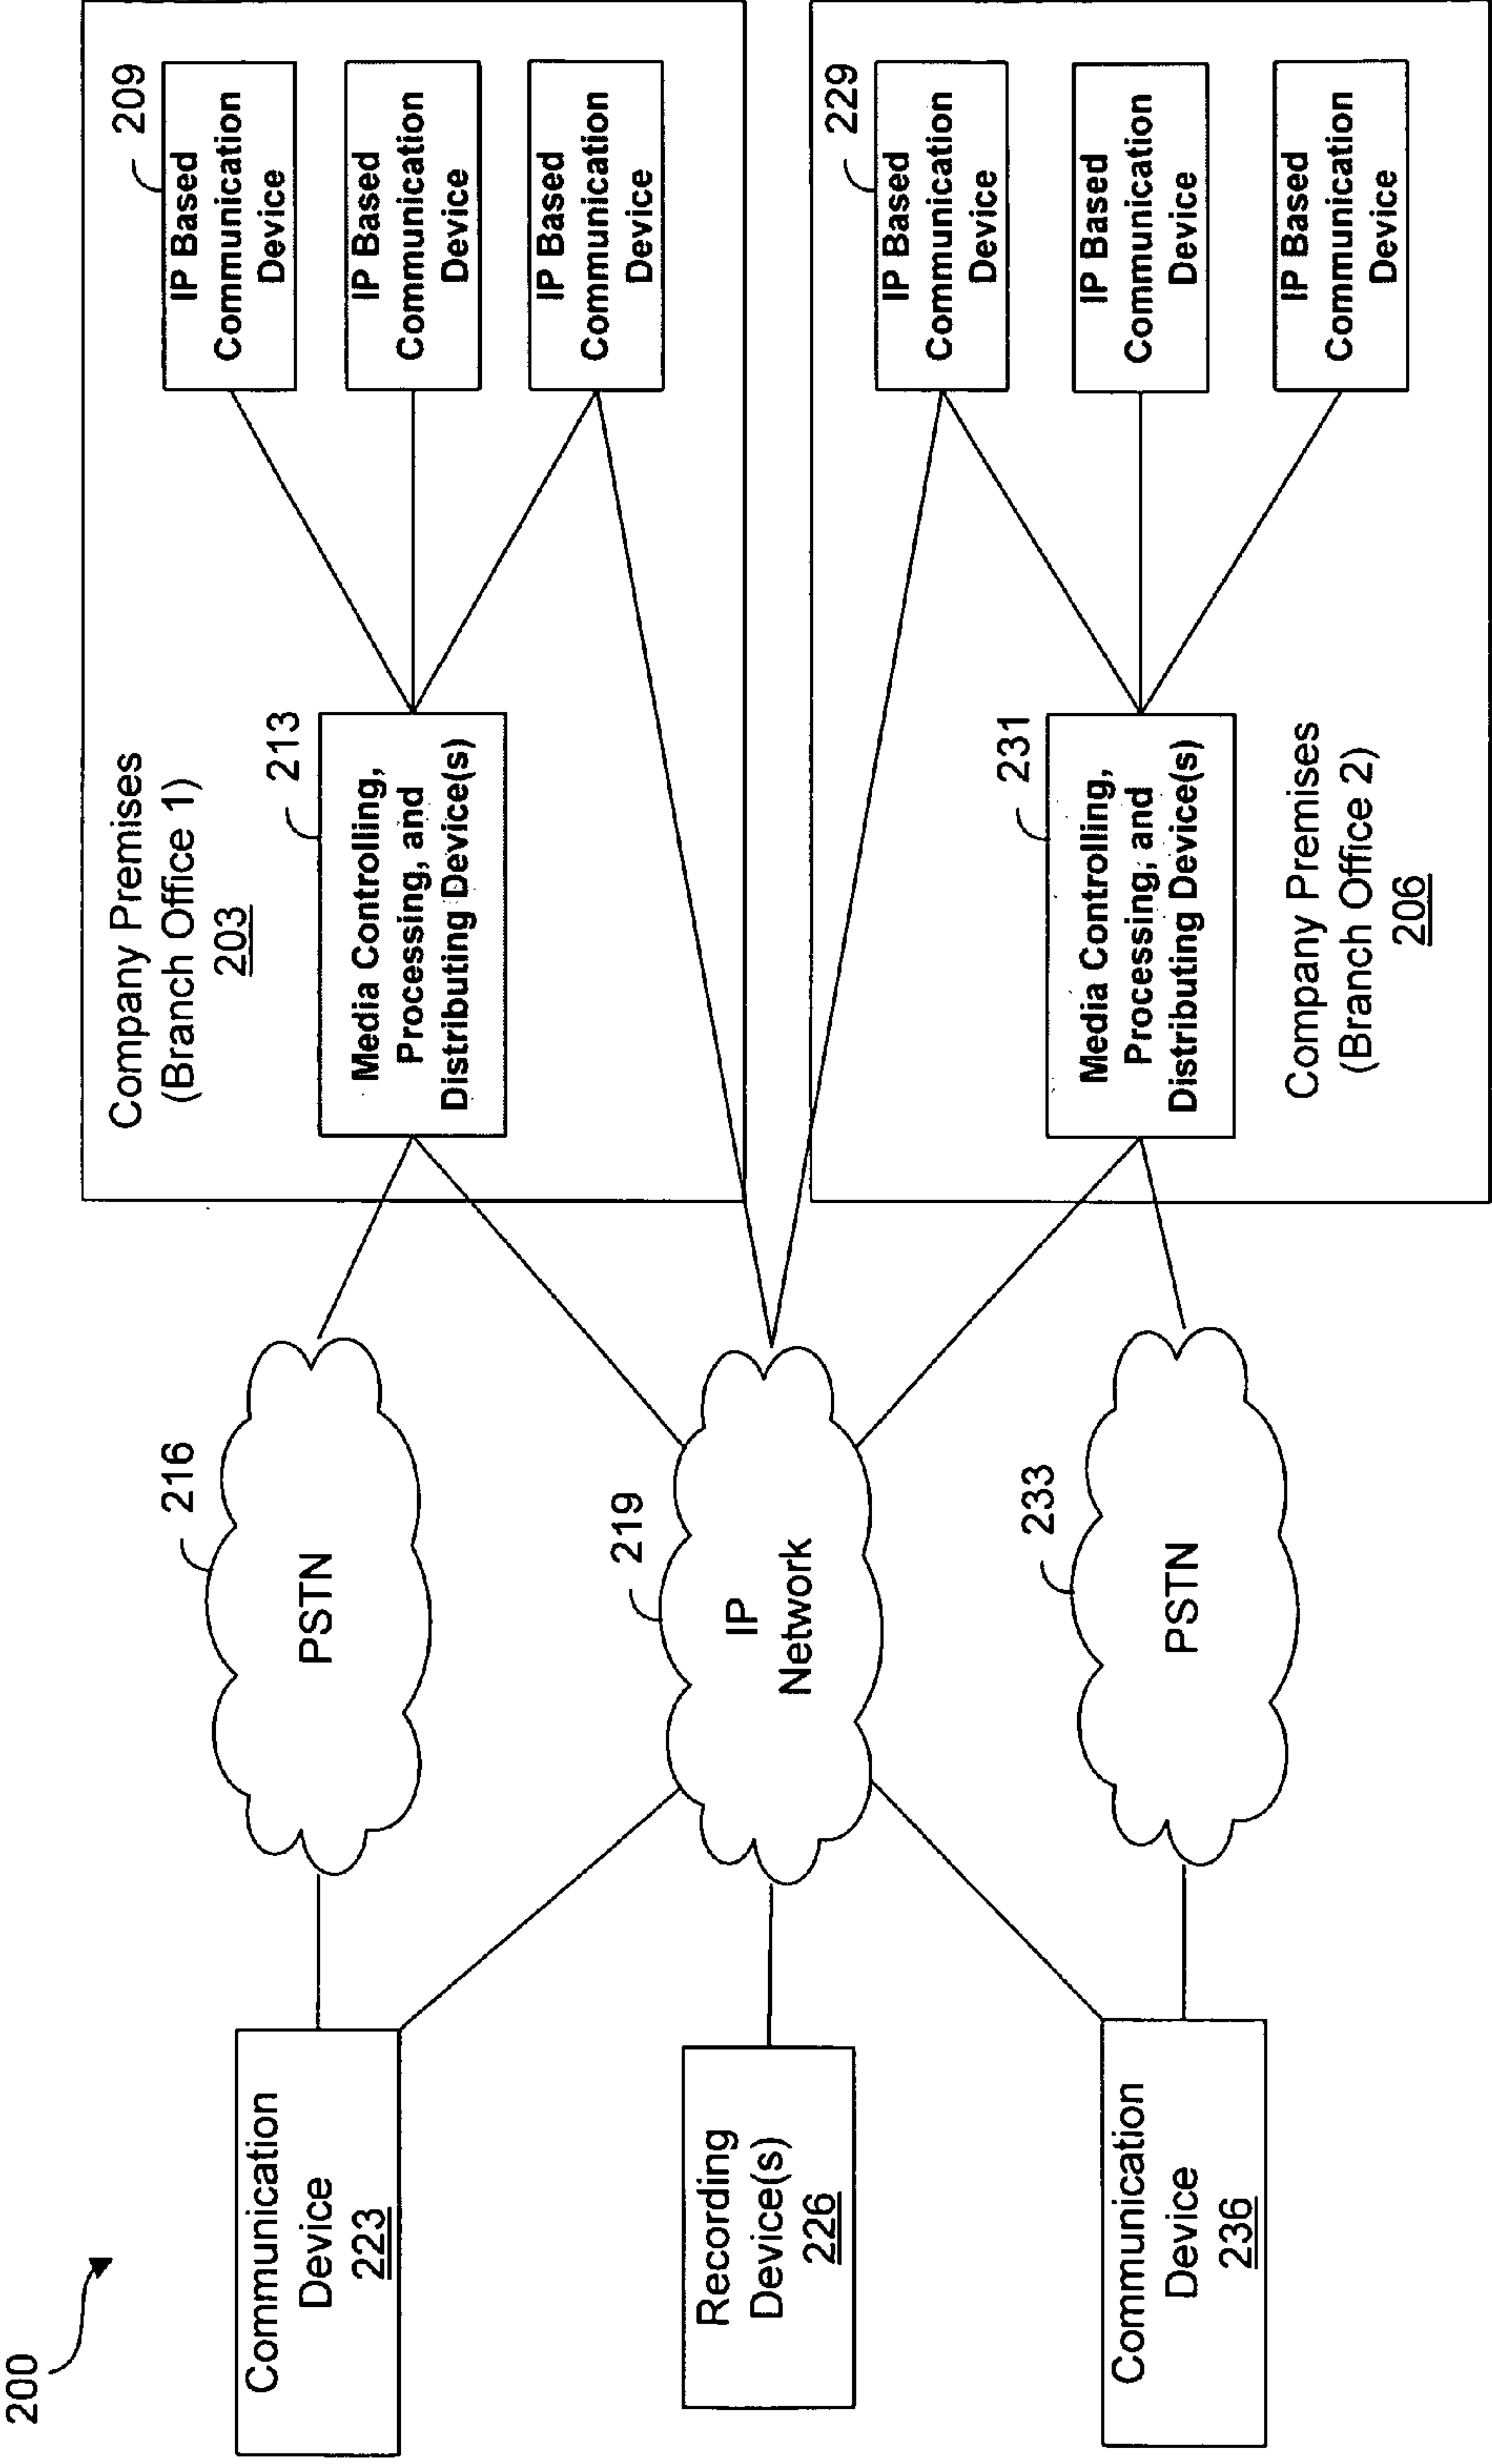 200
Communication
Device
223
Recording
Device(s)
226
Communication
Device
236
216
PSTN
219
IP
Network
233
PSTN
Company Premises
(Branch Office 1)
203
213
Media Controlling,
Processing, and
Distributing Device(s)
209
IP Based
Communication
Device
IP Based
Communication
Device
IP Based
Communication
Device
231
Media Controlling,
Processing, and
Distributing Device(s)
Company Premises
(Branch Office 2)
206
229
IP Based
Communication
Device
IP Based
Communication
Device
IP Based
Communication
Device